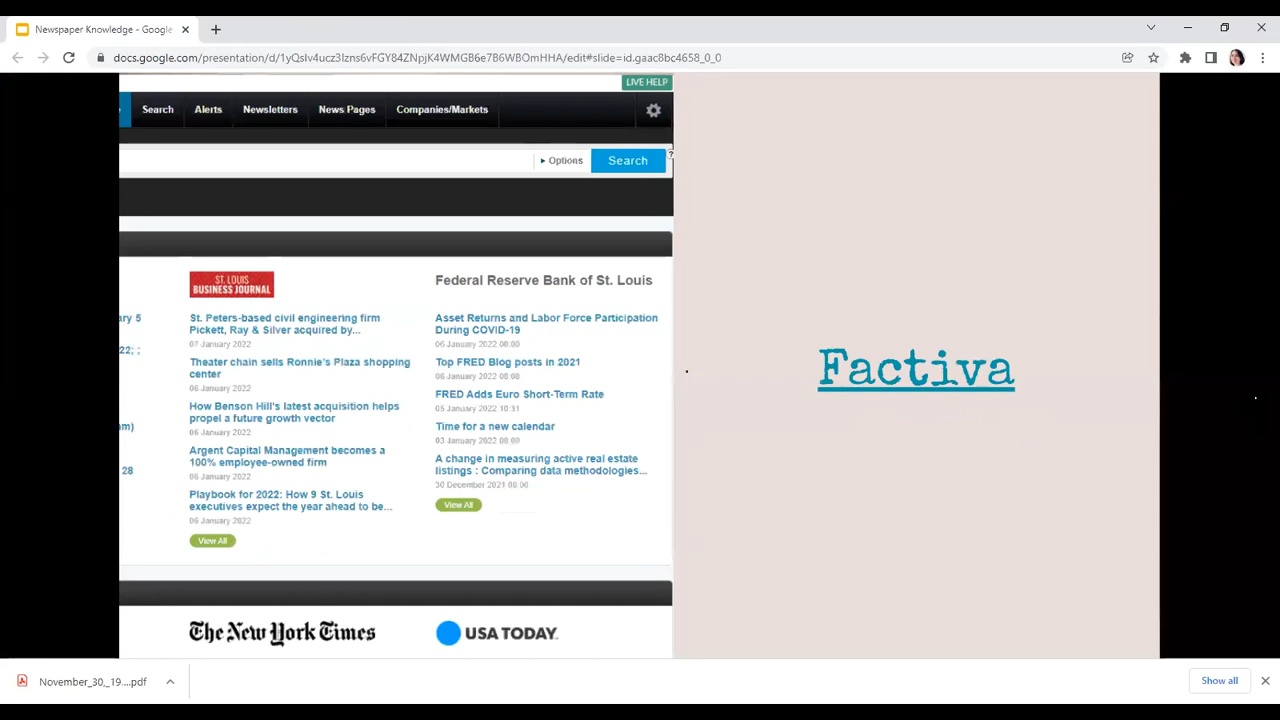 Newspaper Knowledge - Google
docs.google.com/presentation/d/1yQsIv4ucz3Izns6vFGY84ZNpjK4WMGB6e7B6WBOmHHA/edit#slide=id.gaac8bc4658_0_0
LIVE HELP
Search
Alerts
Newsletters
News Pages
Companies/Markets
Options
Search
?
ary 5
22; ;
am)
28
ST. LOUIS
BUSINESS JOURNAL
St. Peters-based civil engineering firm
Pickett, Ray & Silver acquired by...
07 January 2022
Theater chain sells Ronnie's Plaza shopping
center
06 January 2022
How Benson Hill's latest acquisition helps
propel a future growth vector
06 January 2022
Argent Capital Management becomes a
100% employee-owned firm
06 January 2022
Playbook for 2022: How 9 St. Louis
executives expect the year ahead to be...
06 January 2022
View All
Federal Reserve Bank of St. Louis
Asset Returns and Labor Force Participation
During COVID-19
06 January 2022 08:00
Top FRED Blog posts in 2021
06 January 2022 08:08
FRED Adds Euro Short-Term Rate
05 January 2022 10:31
Time for a new calendar
03 January 2022 08:00
A change in measuring active real estate
listings : Comparing data methodologies...
30 December 2021 08:06
View All
The New York Times
USA TODAY
Factiva
November_30,_19....pdf
Show all